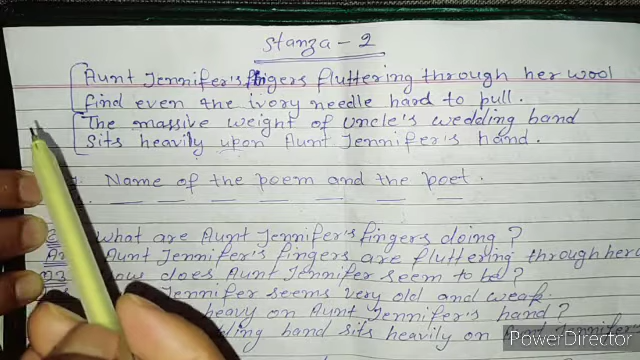 Stanza - 2
Aunt Jennifer's fingers fluttering through her wool
find even the ivory needle hard to pull.
The massive weight of Uncle's wedding band
Sits heavily upon Aunt Jennifer's hand.
Name of the poem and the poet.
What are Aunt Jennifer's fingers doing?
Aunt Jennifer's fingers are fluttering through her
How does Aunt Jennifer seem to be?
Jennifer seems very old and weak.
heavy on Aunt Jennifer's hand?
band sits heavily on Aunt Jennifer's
PowerDirector